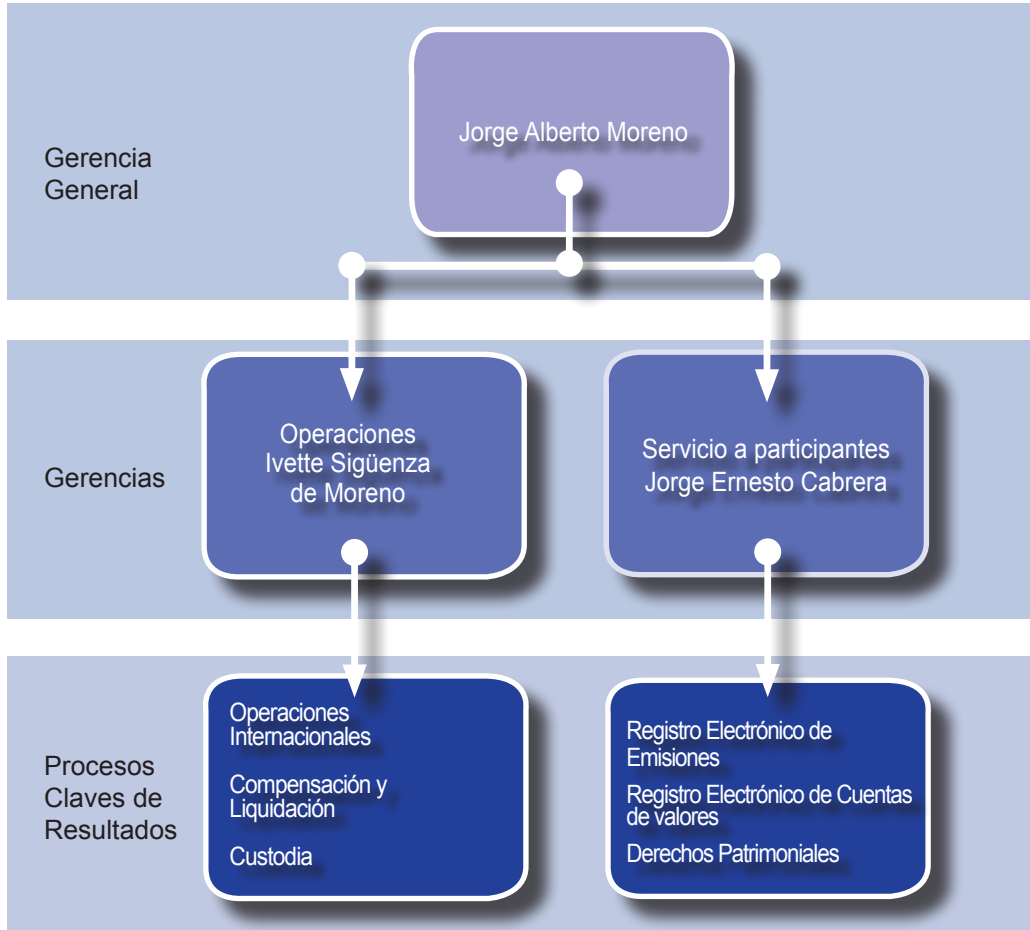 Gerencia
General
Jorge Alberto Moreno
Gerencias
Operaciones
Ivette Sigüenza
de Moreno
Servicio a participantes
Jorge Ernesto Cabrera
Procesos
Claves de
Resultados
Operaciones
Internacionales
Compensación y
Liquidación
Custodia
Registro Electrónico de
Emisiones
Registro Electrónico de Cuentas
de valores
Derechos Patrimoniales